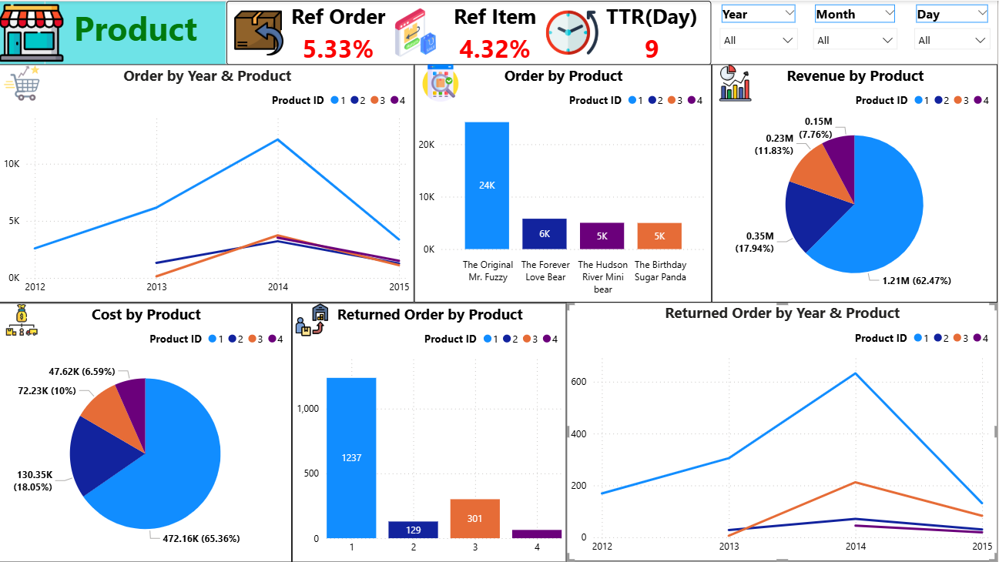 Product
Ref Order
5.33%
Ref Item
4.32%
TTR(Day)
9
Year
Month
Day
All
All
All
Order by Year & Product
Product ID 1 2 3 4
10K
5K
0K
2012 2013 2014 2015
Order by Product
Product ID 1 2 3 4
20K
10K
0K
24K
6K
5K
5K
The Original
Mr. Fuzzy
The Forever
Love Bear
The Hudson
River Mini
bear
The Birthday
Sugar Panda
Revenue by Product
Product ID 1 2 3 4
0.15M
(7.76%)
0.23M
(11.83%)
0.35M
(17.94%)
1.21M (62.47%)
Cost by Product
Product ID 1 2 3 4
47.62K (6.59%)
72.23K (10%)
130.35K
(18.05%)
472.16K (65.36%)
Returned Order by Product
Product ID 1 2 3 4
1,000
500
0
1237
129
301
1 2 3 4
Returned Order by Year & Product
Product ID 1 2 3 4
600
400
200
0
2012 2013 2014 2015